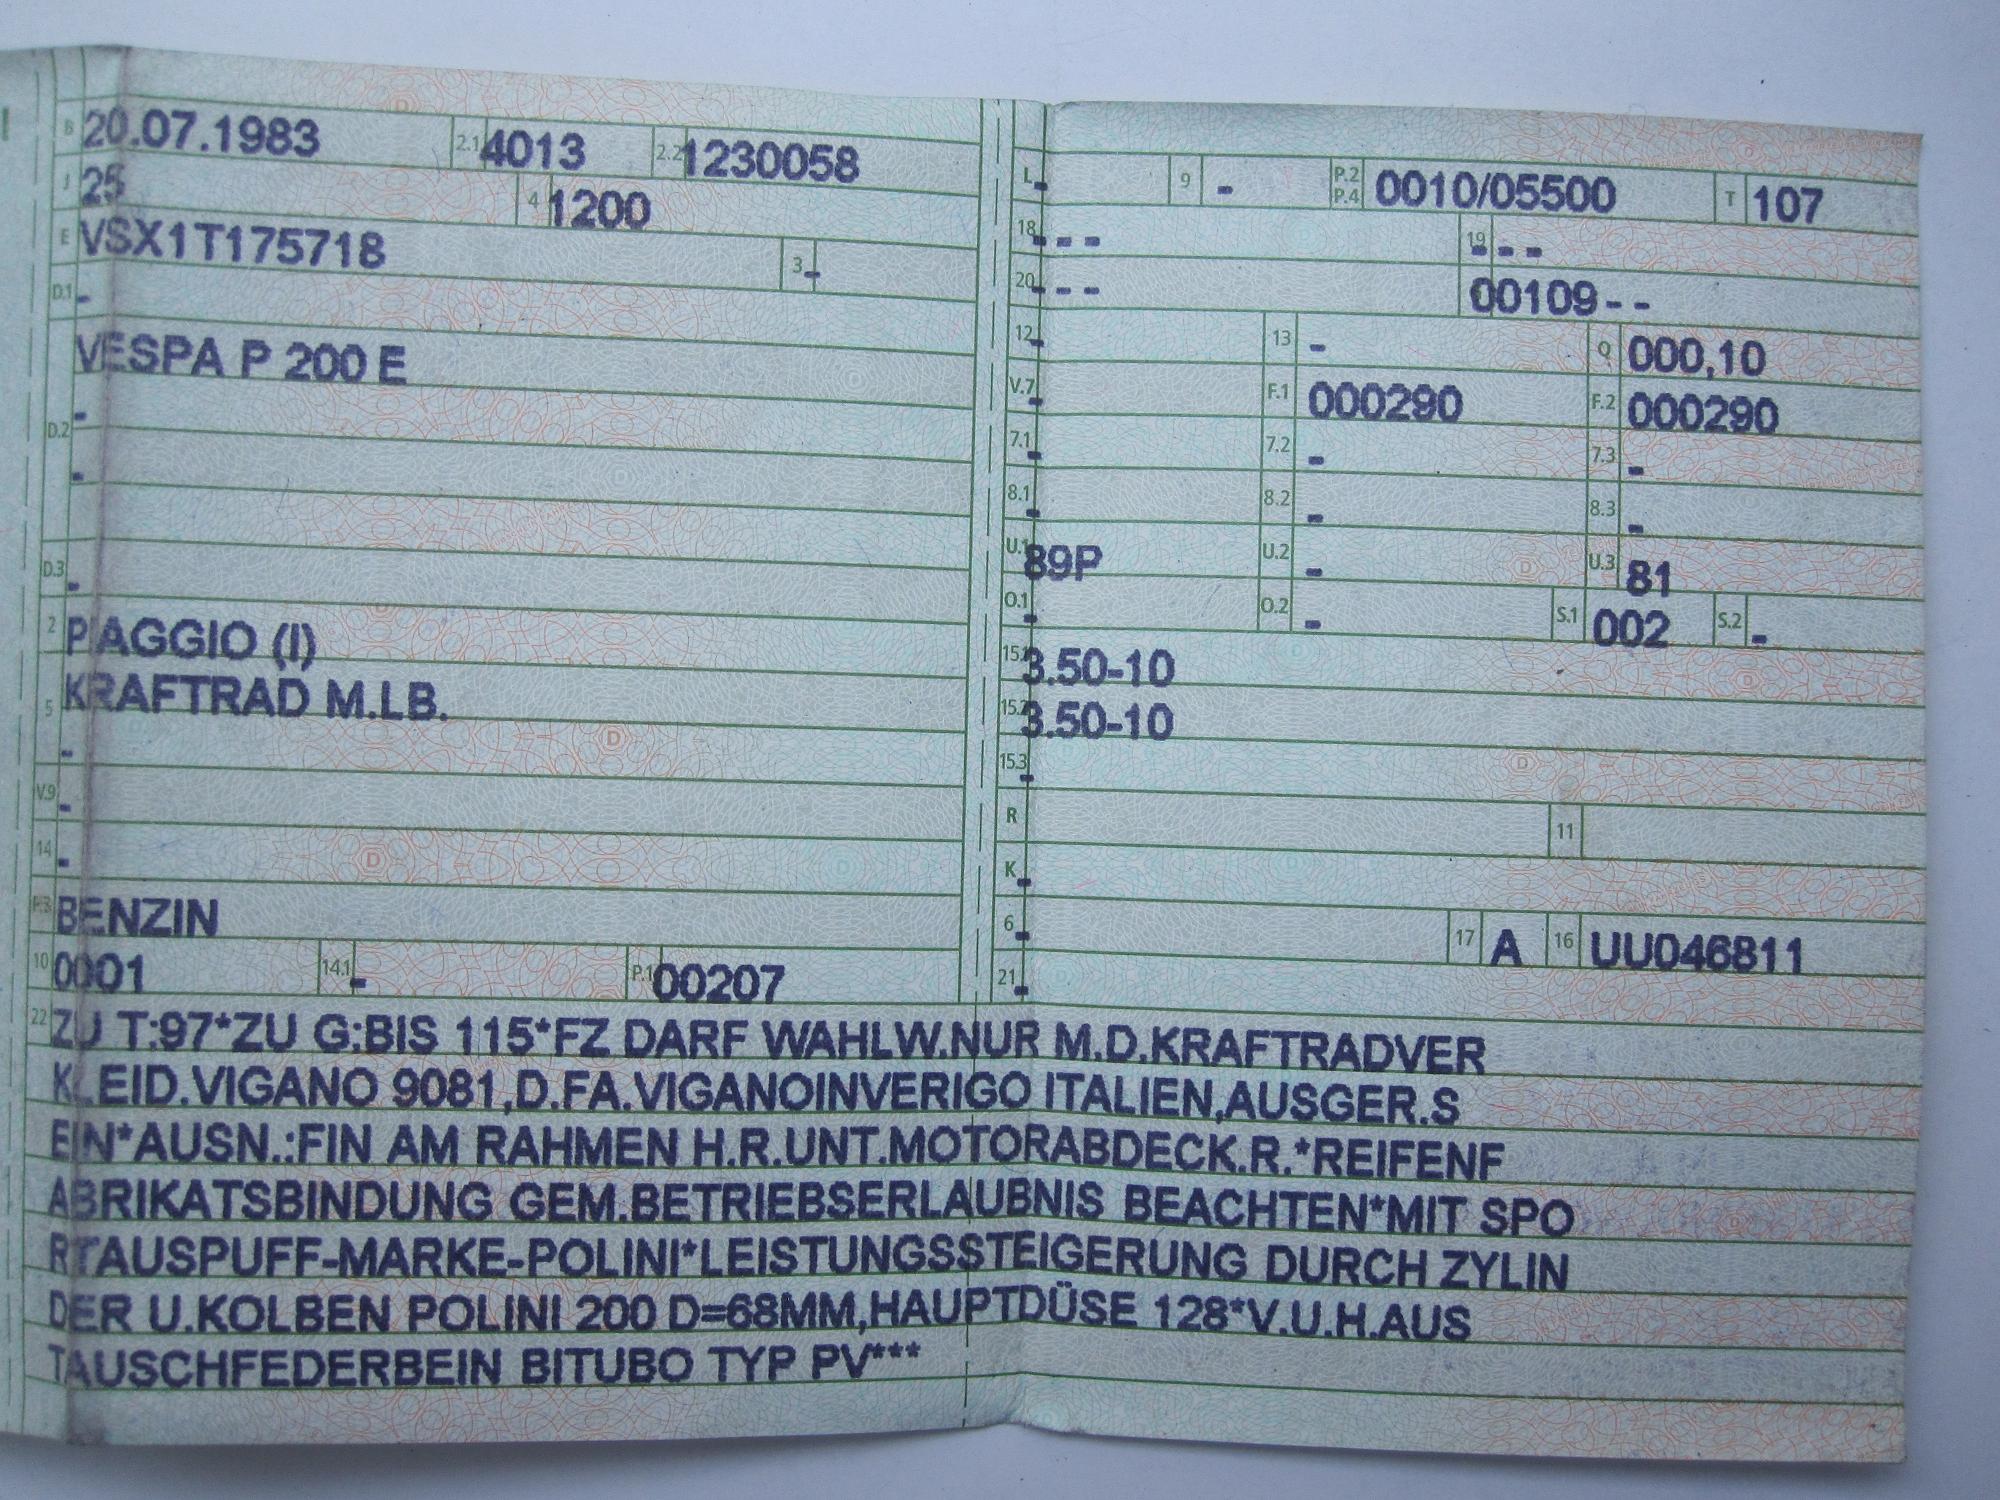 B 20.07.1983 2.1 4013 2.2 1230058
J 25 4 1200
E VSX1T175718 3 -
D.1 -
VESPA P 200 E
D.2 -
-
D.3 -
2 PIAGGIO (I)
5 KRAFTRAD M.LB.
-
V.9 -
14 -
P.3 BENZIN
10 0001 14.1 - P.1 00207
L - 9 - P.2 P.4 0010/05500 T 107
18 --- 19 ---
20 --- 00109--
12 - 13 - Q 000,10
V.7 - F.1 000290 F.2 000290
7.1 - 7.2 - 7.3 -
8.1 - 8.2 - 8.3 -
U.1 89P U.2 - U.3 81
O.1 - O.2 - S.1 002 S.2 -
15.1 3.50-10
15.2 3.50-10
15.3 -
R 11
K -
6 - 17 A 16 UU046811
21 -
22 ZU T:97*ZU G:BIS 115*FZ DARF WAHLW.NUR M.D.KRAFTRADVER
KLEID.VIGANO 9081,D.FA.VIGANOINVERIGO ITALIEN,AUSGER.S
EIN*AUSN.:FIN AM RAHMEN H.R.UNT.MOTORABDECK.R.*REIFENF
ABRIKATSBINDUNG GEM.BETRIEBSERLAUBNIS BEACHTEN*MIT SPO
RTAUSPUFF-MARKE-POLINI*LEISTUNGSSTEIGERUNG DURCH ZYLIN
DER U.KOLBEN POLINI 200 D=68MM,HAUPTDÜSE 128*V.U.H.AUS
TAUSCHFEDERBEIN BITUBO TYP PV***